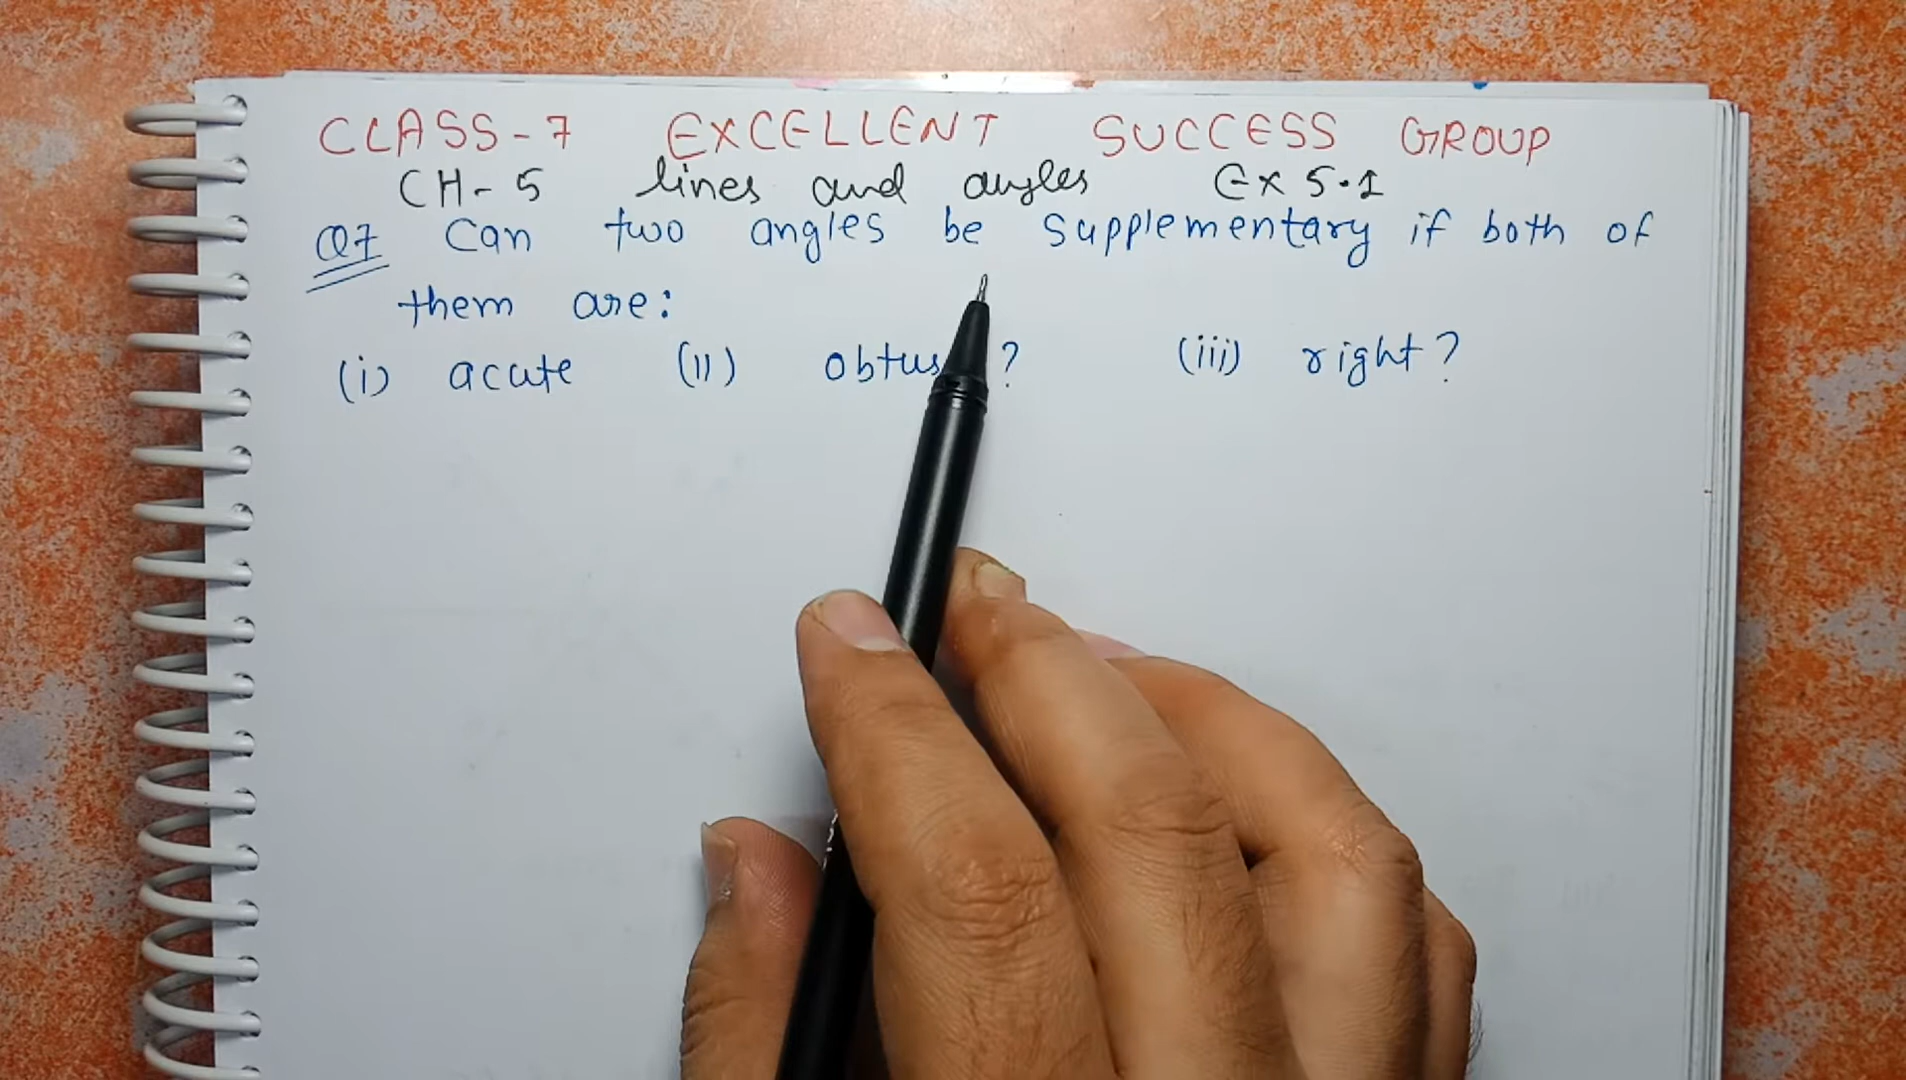 CLASS-7 EXCELLENT SUCCESS GROUP
CH-5 lines and angles Ex 5.1
Q7 Can two angles be supplementary if both of
them are:
(i) acute (ii) obtus ? (iii) right?